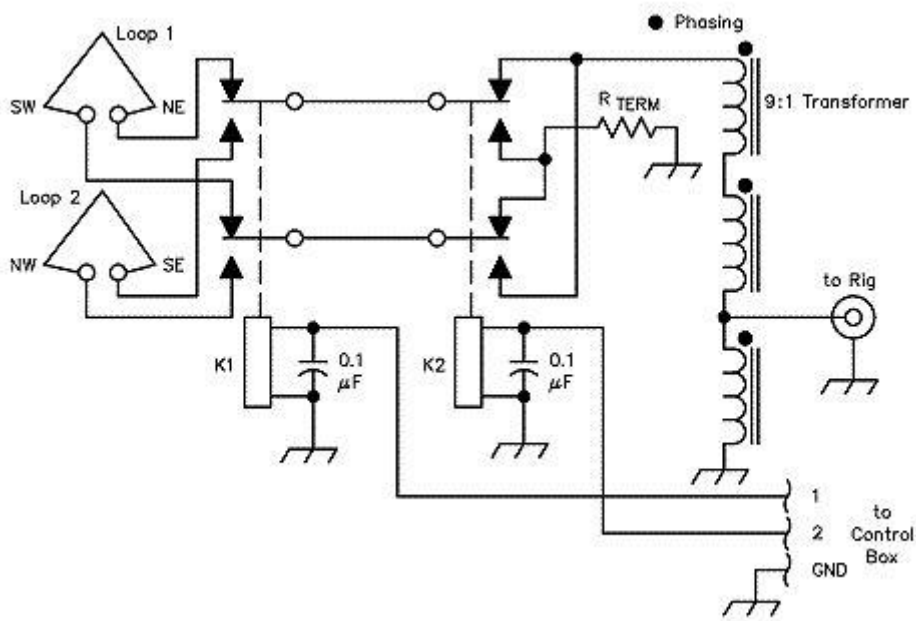 Loop 1
SW
NE
Loop 2
NW
SE
Phasing
R TERM
9:1 Transformer
to Rig
K1
0.1
µF
K2
0.1
µF
1
2
GND
to
Control
Box